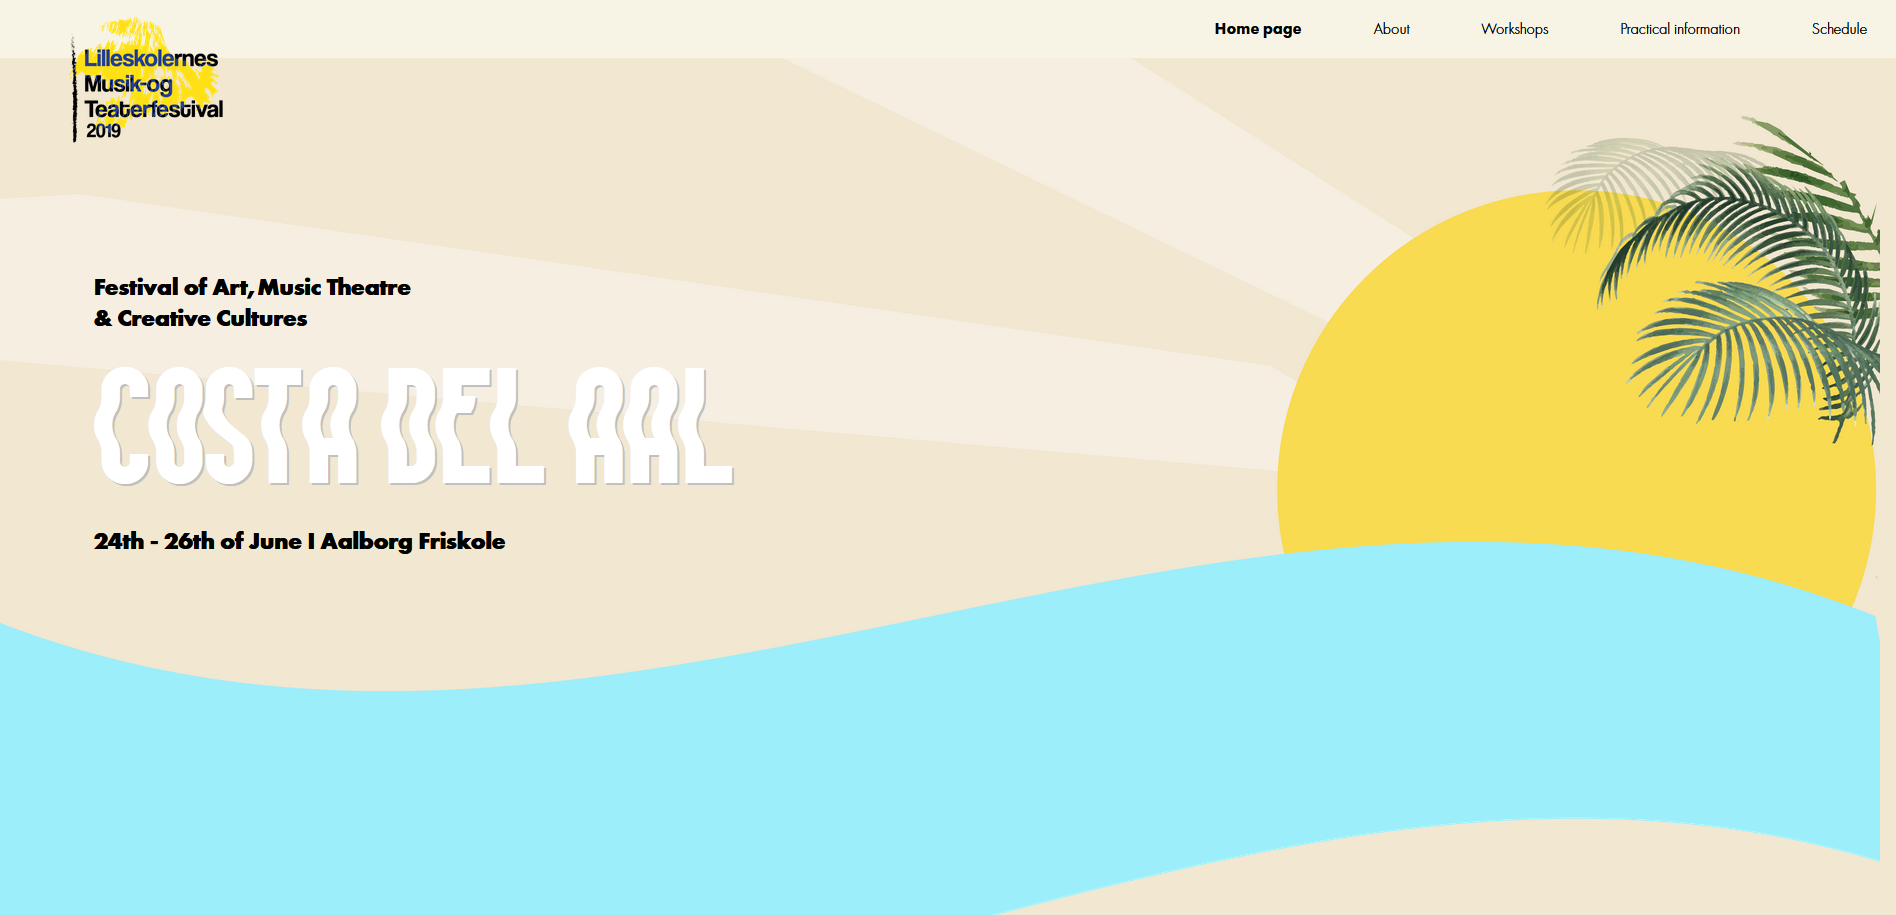 Home page
About
Workshops
Practical information
Schedule
Lilleskolernes
Musik-og
Teaterfestival
2019
Festival of Art, Music Theatre
& Creative Cultures
COSTA DEL AAL
24th - 26th of June I Aalborg Friskole